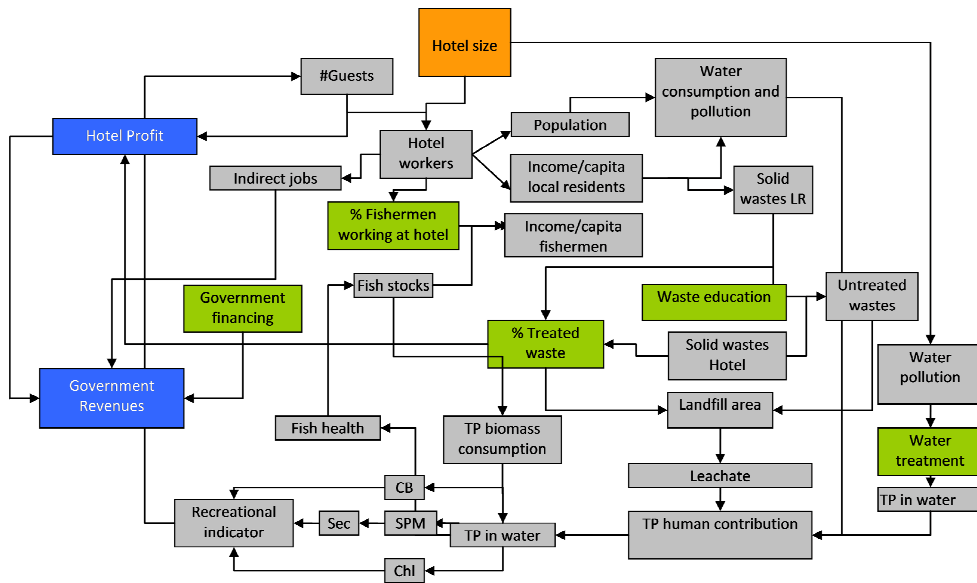 Hotel size
#Guests
Water
consumption and
pollution
Hotel Profit
Population
Hotel
workers
Indirect jobs
Income/capita
local residents
Solid
wastes LR
% Fishermen
working at hotel
Income/capita
fishermen
Fish stocks
Government
financing
Waste education
Untreated
wastes
% Treated
waste
Solid wastes
Hotel
Water
pollution
Government
Revenues
Landfill area
Fish health
TP biomass
consumption
Water
treatment
Leachate
CB
TP in water
Recreational
indicator
Sec
SPM
TP in water
TP human contribution
Chl